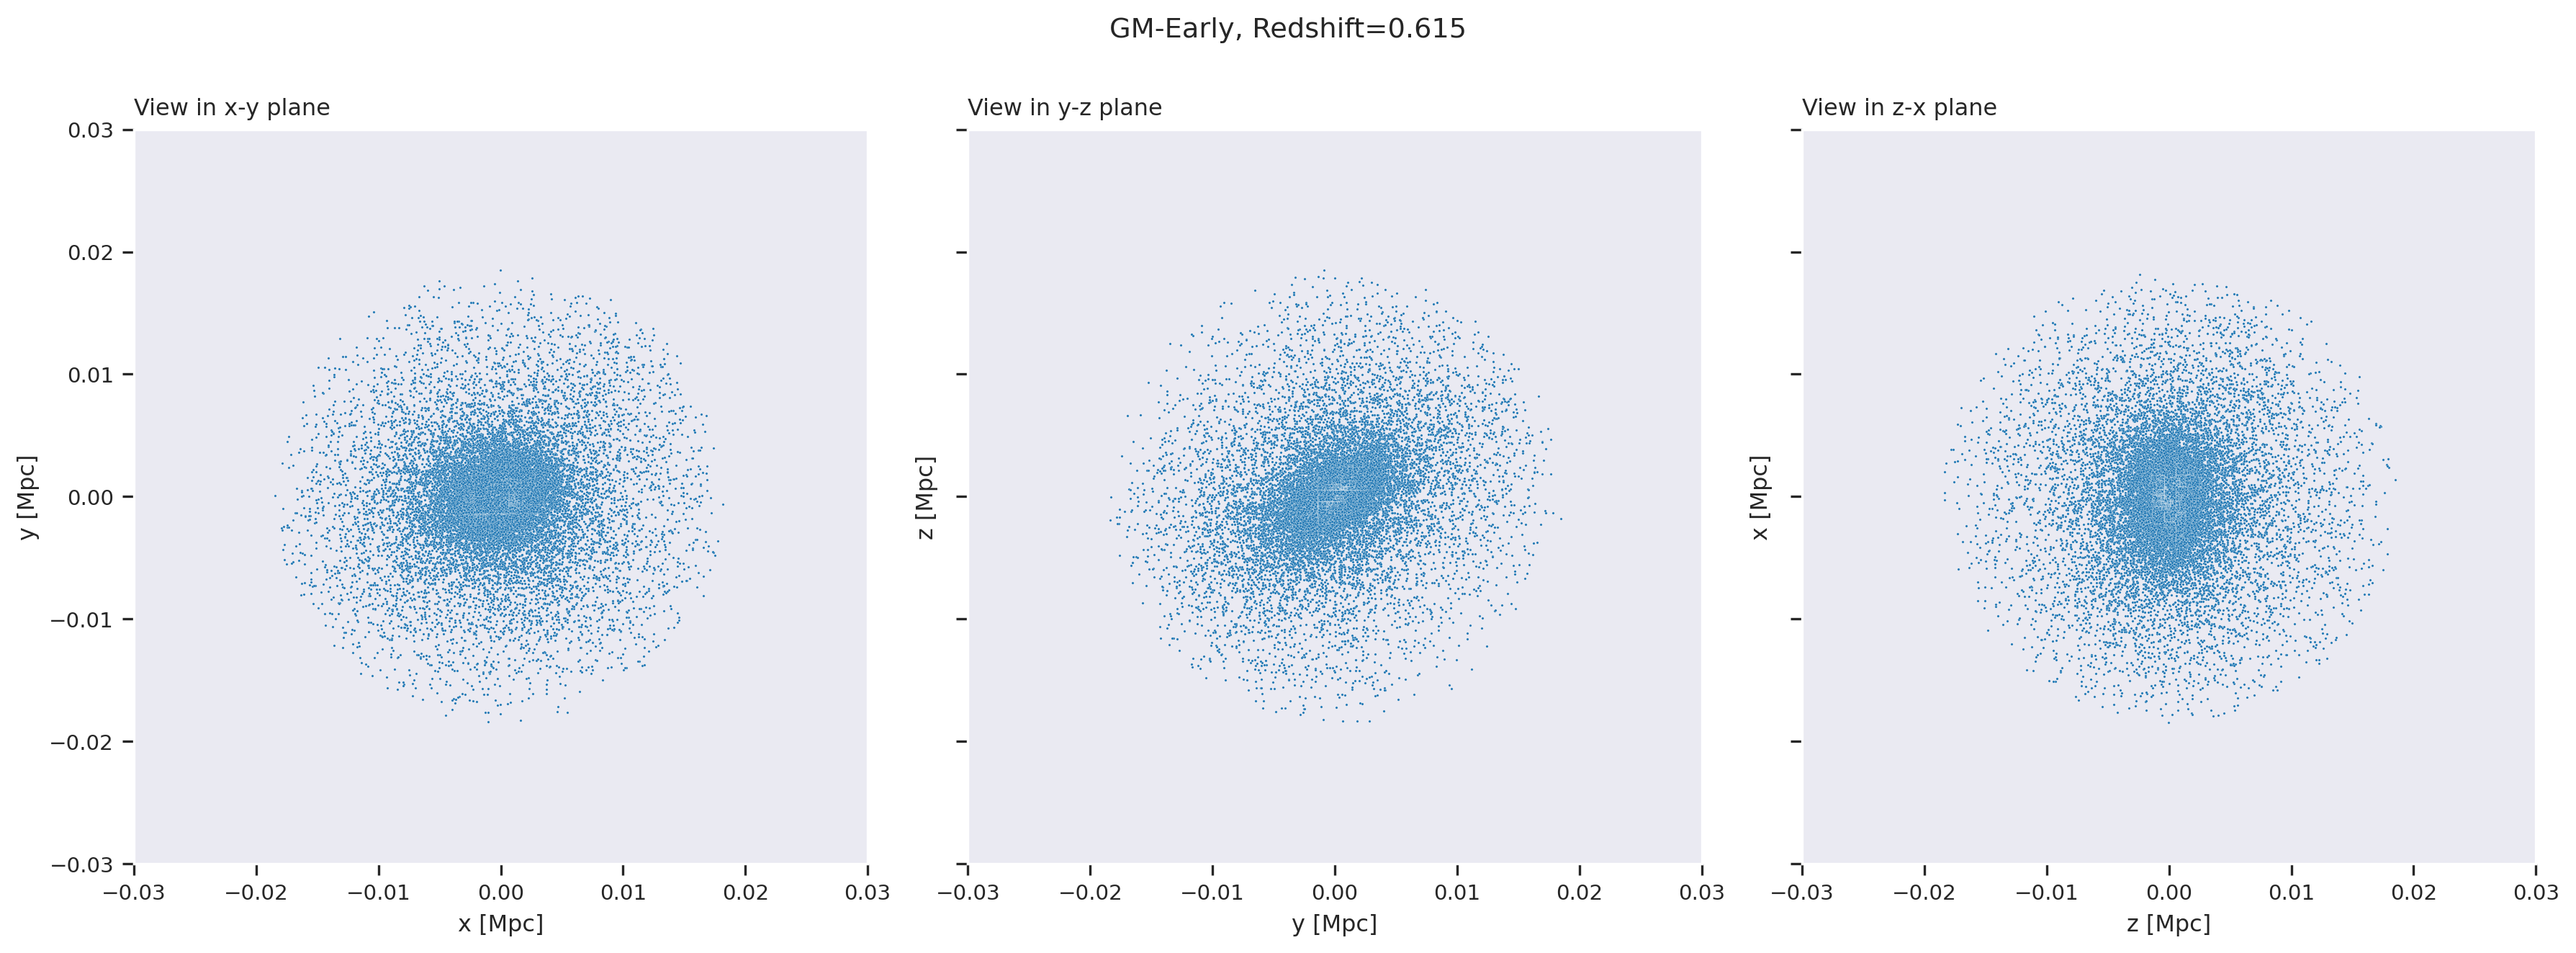 GM-Early, Redshift=0.615
View in x-y plane
View in y-z plane
View in z-x plane
0.03
0.02
0.01
0.00
−0.01
−0.02
−0.03
y [Mpc]
z [Mpc]
x [Mpc]
−0.03 −0.02 −0.01 0.00 0.01 0.02 0.03
−0.03 −0.02 −0.01 0.00 0.01 0.02 0.03
−0.03 −0.02 −0.01 0.00 0.01 0.02 0.03
x [Mpc]
y [Mpc]
z [Mpc]